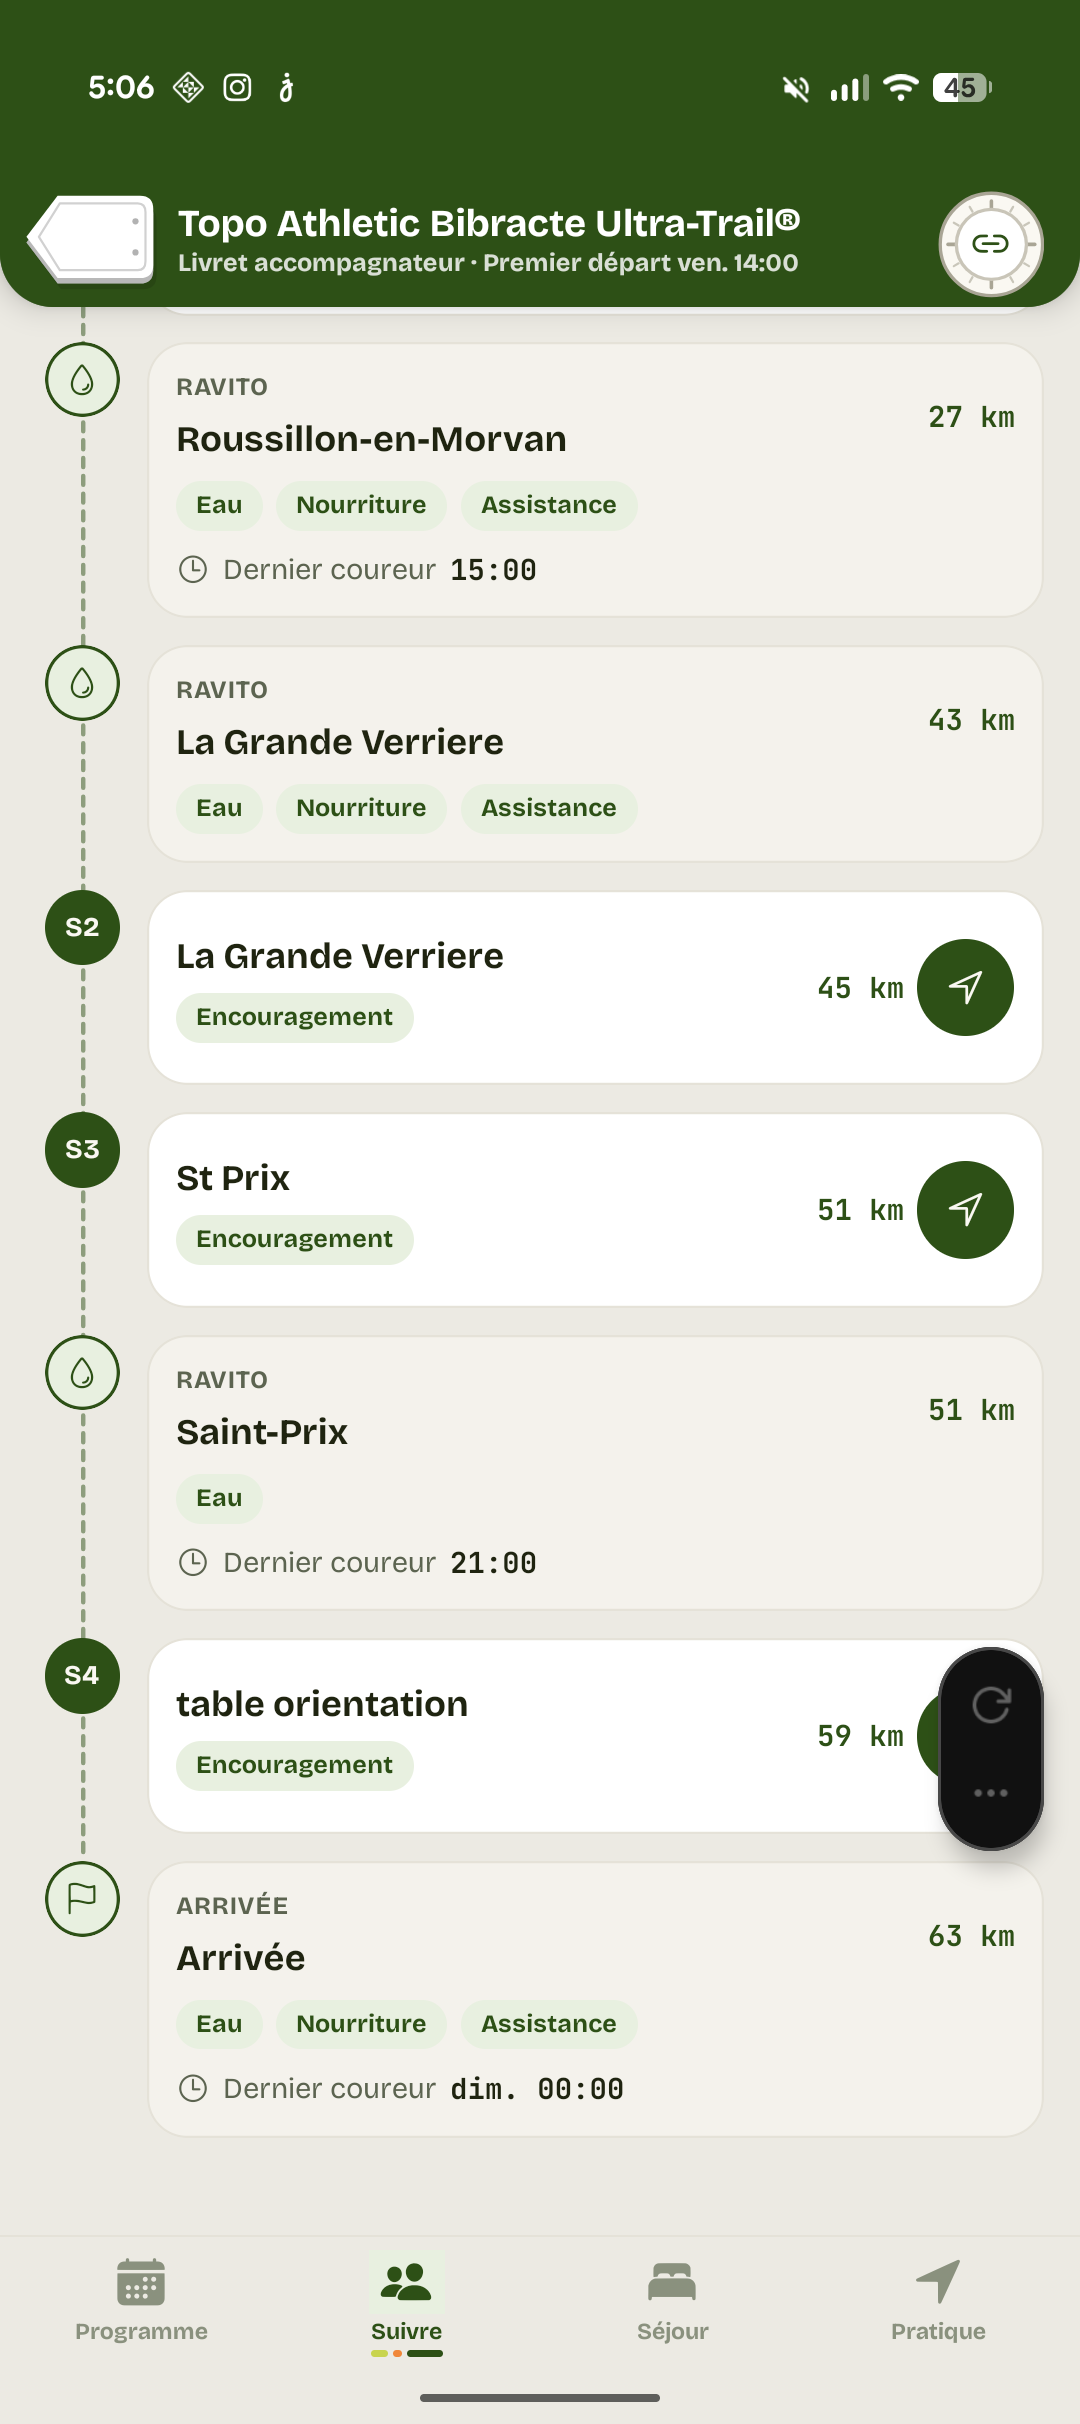 5:06
45
Topo Athletic Bibracte Ultra-Trail®
Livret accompagnateur · Premier départ ven. 14:00
RAVITO
27 km
Roussillon-en-Morvan
Eau Nourriture Assistance
Dernier coureur 15:00
RAVITO
43 km
La Grande Verriere
Eau Nourriture Assistance
S2
La Grande Verriere
45 km
Encouragement
S3
St Prix
51 km
Encouragement
RAVITO
51 km
Saint-Prix
Eau
Dernier coureur 21:00
S4
table orientation
59 km
Encouragement
ARRIVÉE
63 km
Arrivée
Eau Nourriture Assistance
Dernier coureur dim. 00:00
Programme Suivre Séjour Pratique